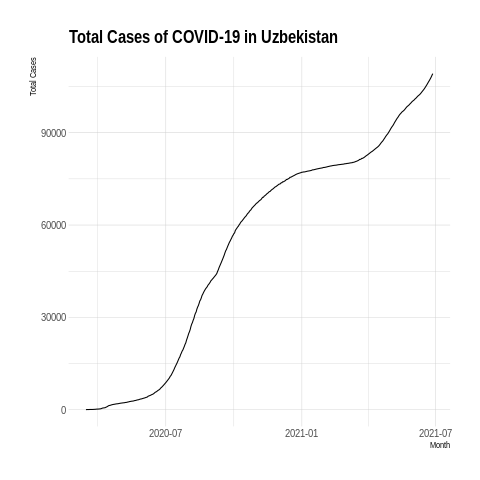 Total Cases of COVID-19 in Uzbekistan
Total Cases
90000
60000
30000
0
2020-07
2021-01
2021-07
Month